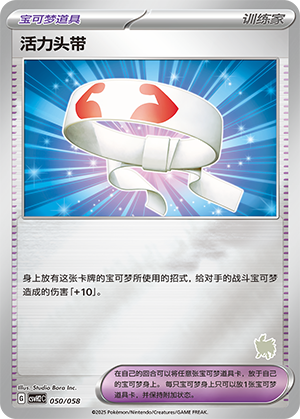 宝可梦道具
训练家
活力头带
身上放有这张卡牌的宝可梦所使用的招式，给对手的战斗宝可梦
造成的伤害「+10」。
Illus. Studio Bora Inc.
在自己的回合可以将任意张宝可梦道具卡，放于自
己的宝可梦身上。每只宝可梦身上只可以放1张宝可梦
道具卡，并保持附加状态。
G CSVH2C 050/058
©2025 Pokémon/Nintendo/Creatures/GAME FREAK.